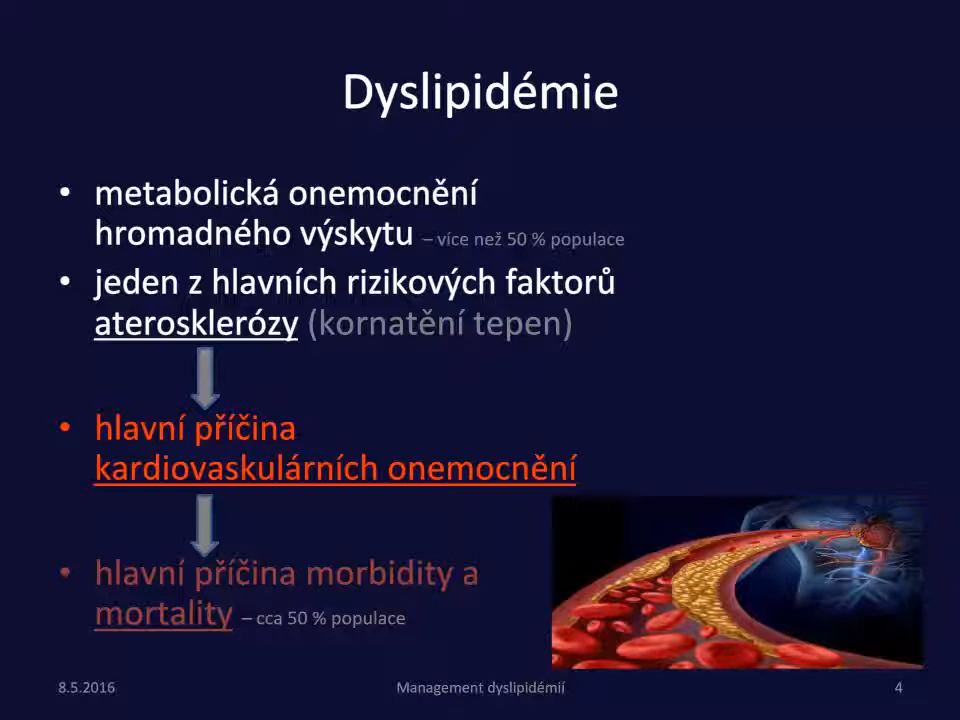 Dyslipidémie
• metabolická onemocnění
hromadného výskytu – více než 50 % populace
• jeden z hlavních rizikových faktorů
aterosklerózy (kornatění tepen)
• hlavní příčina
kardiovaskulárních onemocnění
• hlavní příčina morbidity a
mortality – cca 50 % populace
8.5.2016 Management dyslipidémií 4